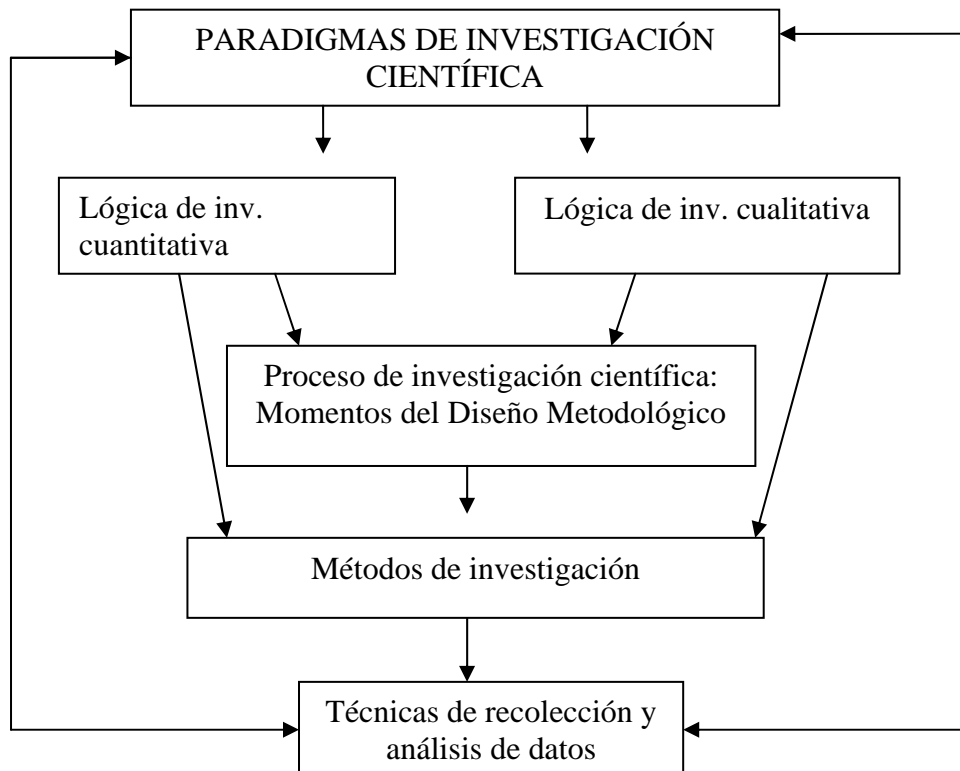 PARADIGMAS DE INVESTIGACIÓN
CIENTÍFICA
Lógica de inv.
cuantitativa
Lógica de inv. cualitativa
Proceso de investigación científica:
Momentos del Diseño Metodológico
Métodos de investigación
Técnicas de recolección y
análisis de datos